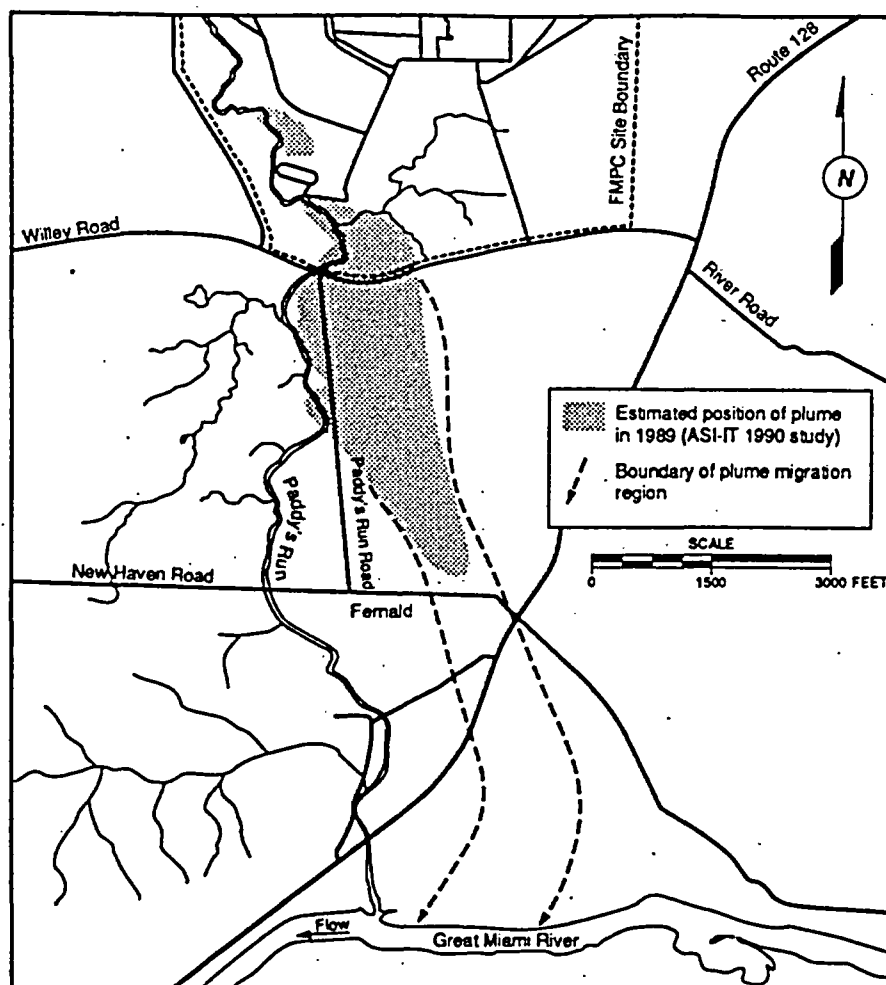 Route 128
FMPC Site Boundary
N
Willey Road
River Road
Estimated position of plume
in 1989 (ASI-IT 1990 study)
Boundary of plume migration
region
Paddy's Run
Paddy's Run Road
SCALE
0 1500 3000 FEET
New Haven Road
Fernald
Flow
Great Miami River